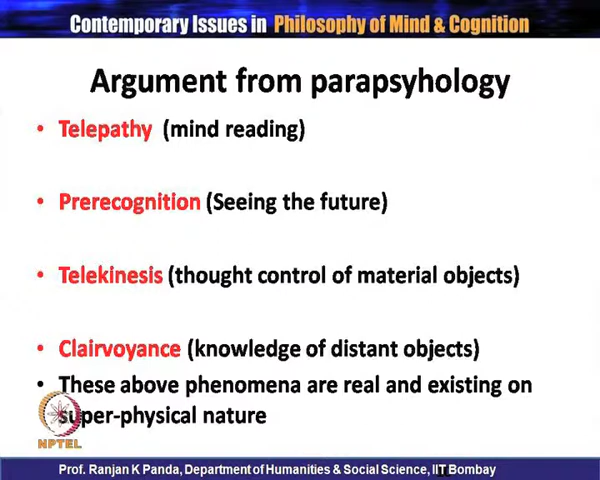 Contemporary Issues in Philosophy of Mind & Cognition
Argument from parapsyhology
• Telepathy (mind reading)
• Prerecognition (Seeing the future)
• Telekinesis (thought control of material objects)
• Clairvoyance (knowledge of distant objects)
• These above phenomena are real and existing on
super-physical nature
NPTEL
Prof. Ranjan K Panda, Department of Humanities & Social Science, IIT Bombay